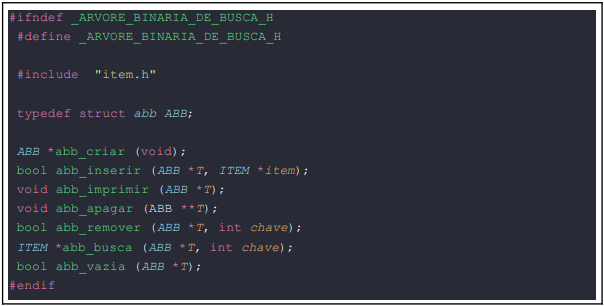 #ifndef _ARVORE_BINARIA_DE_BUSCA_H
#define _ARVORE_BINARIA_DE_BUSCA_H
#include "item.h"
typedef struct abb ABB;
ABB *abb_criar (void);
bool abb_inserir (ABB *T, ITEM *item);
void abb_imprimir (ABB *T);
void abb_apagar (ABB **T);
bool abb_remover (ABB *T, int chave);
ITEM *abb_busca (ABB *T, int chave);
bool abb_vazia (ABB *T);
#endif